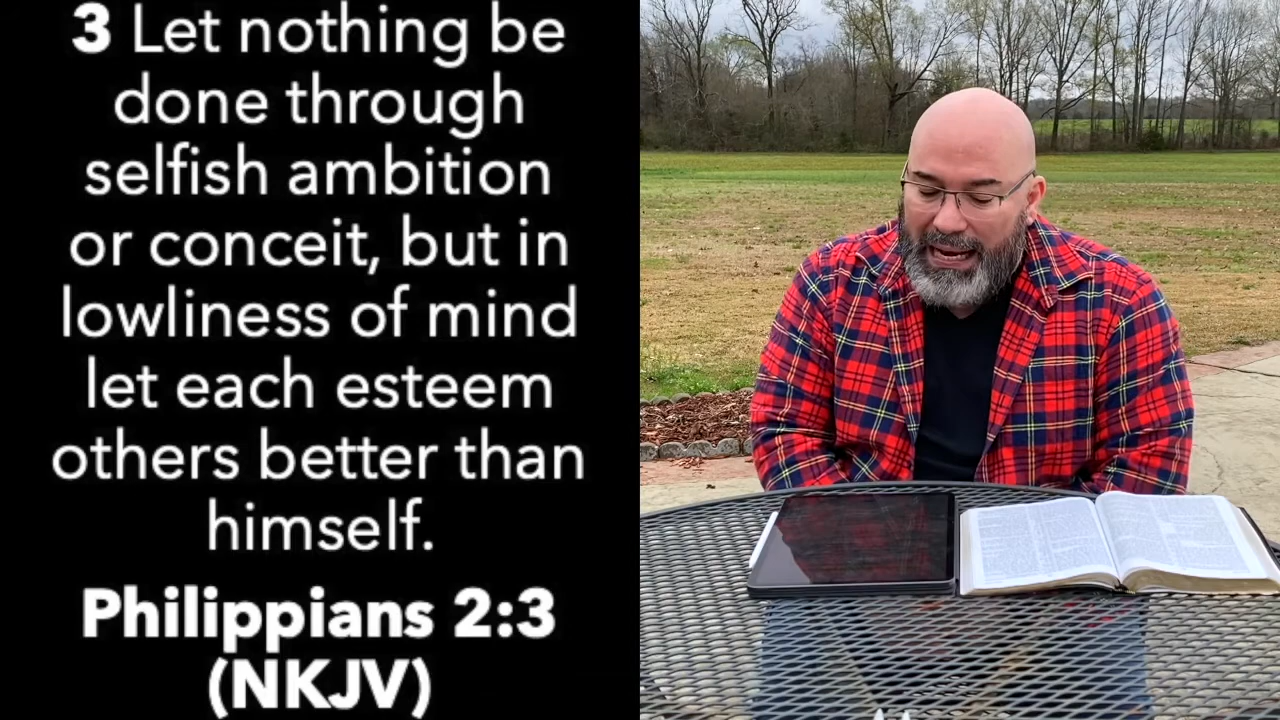 3 Let nothing be
done through
selfish ambition
or conceit, but in
lowliness of mind
let each esteem
others better than
himself.
Philippians 2:3
(NKJV)